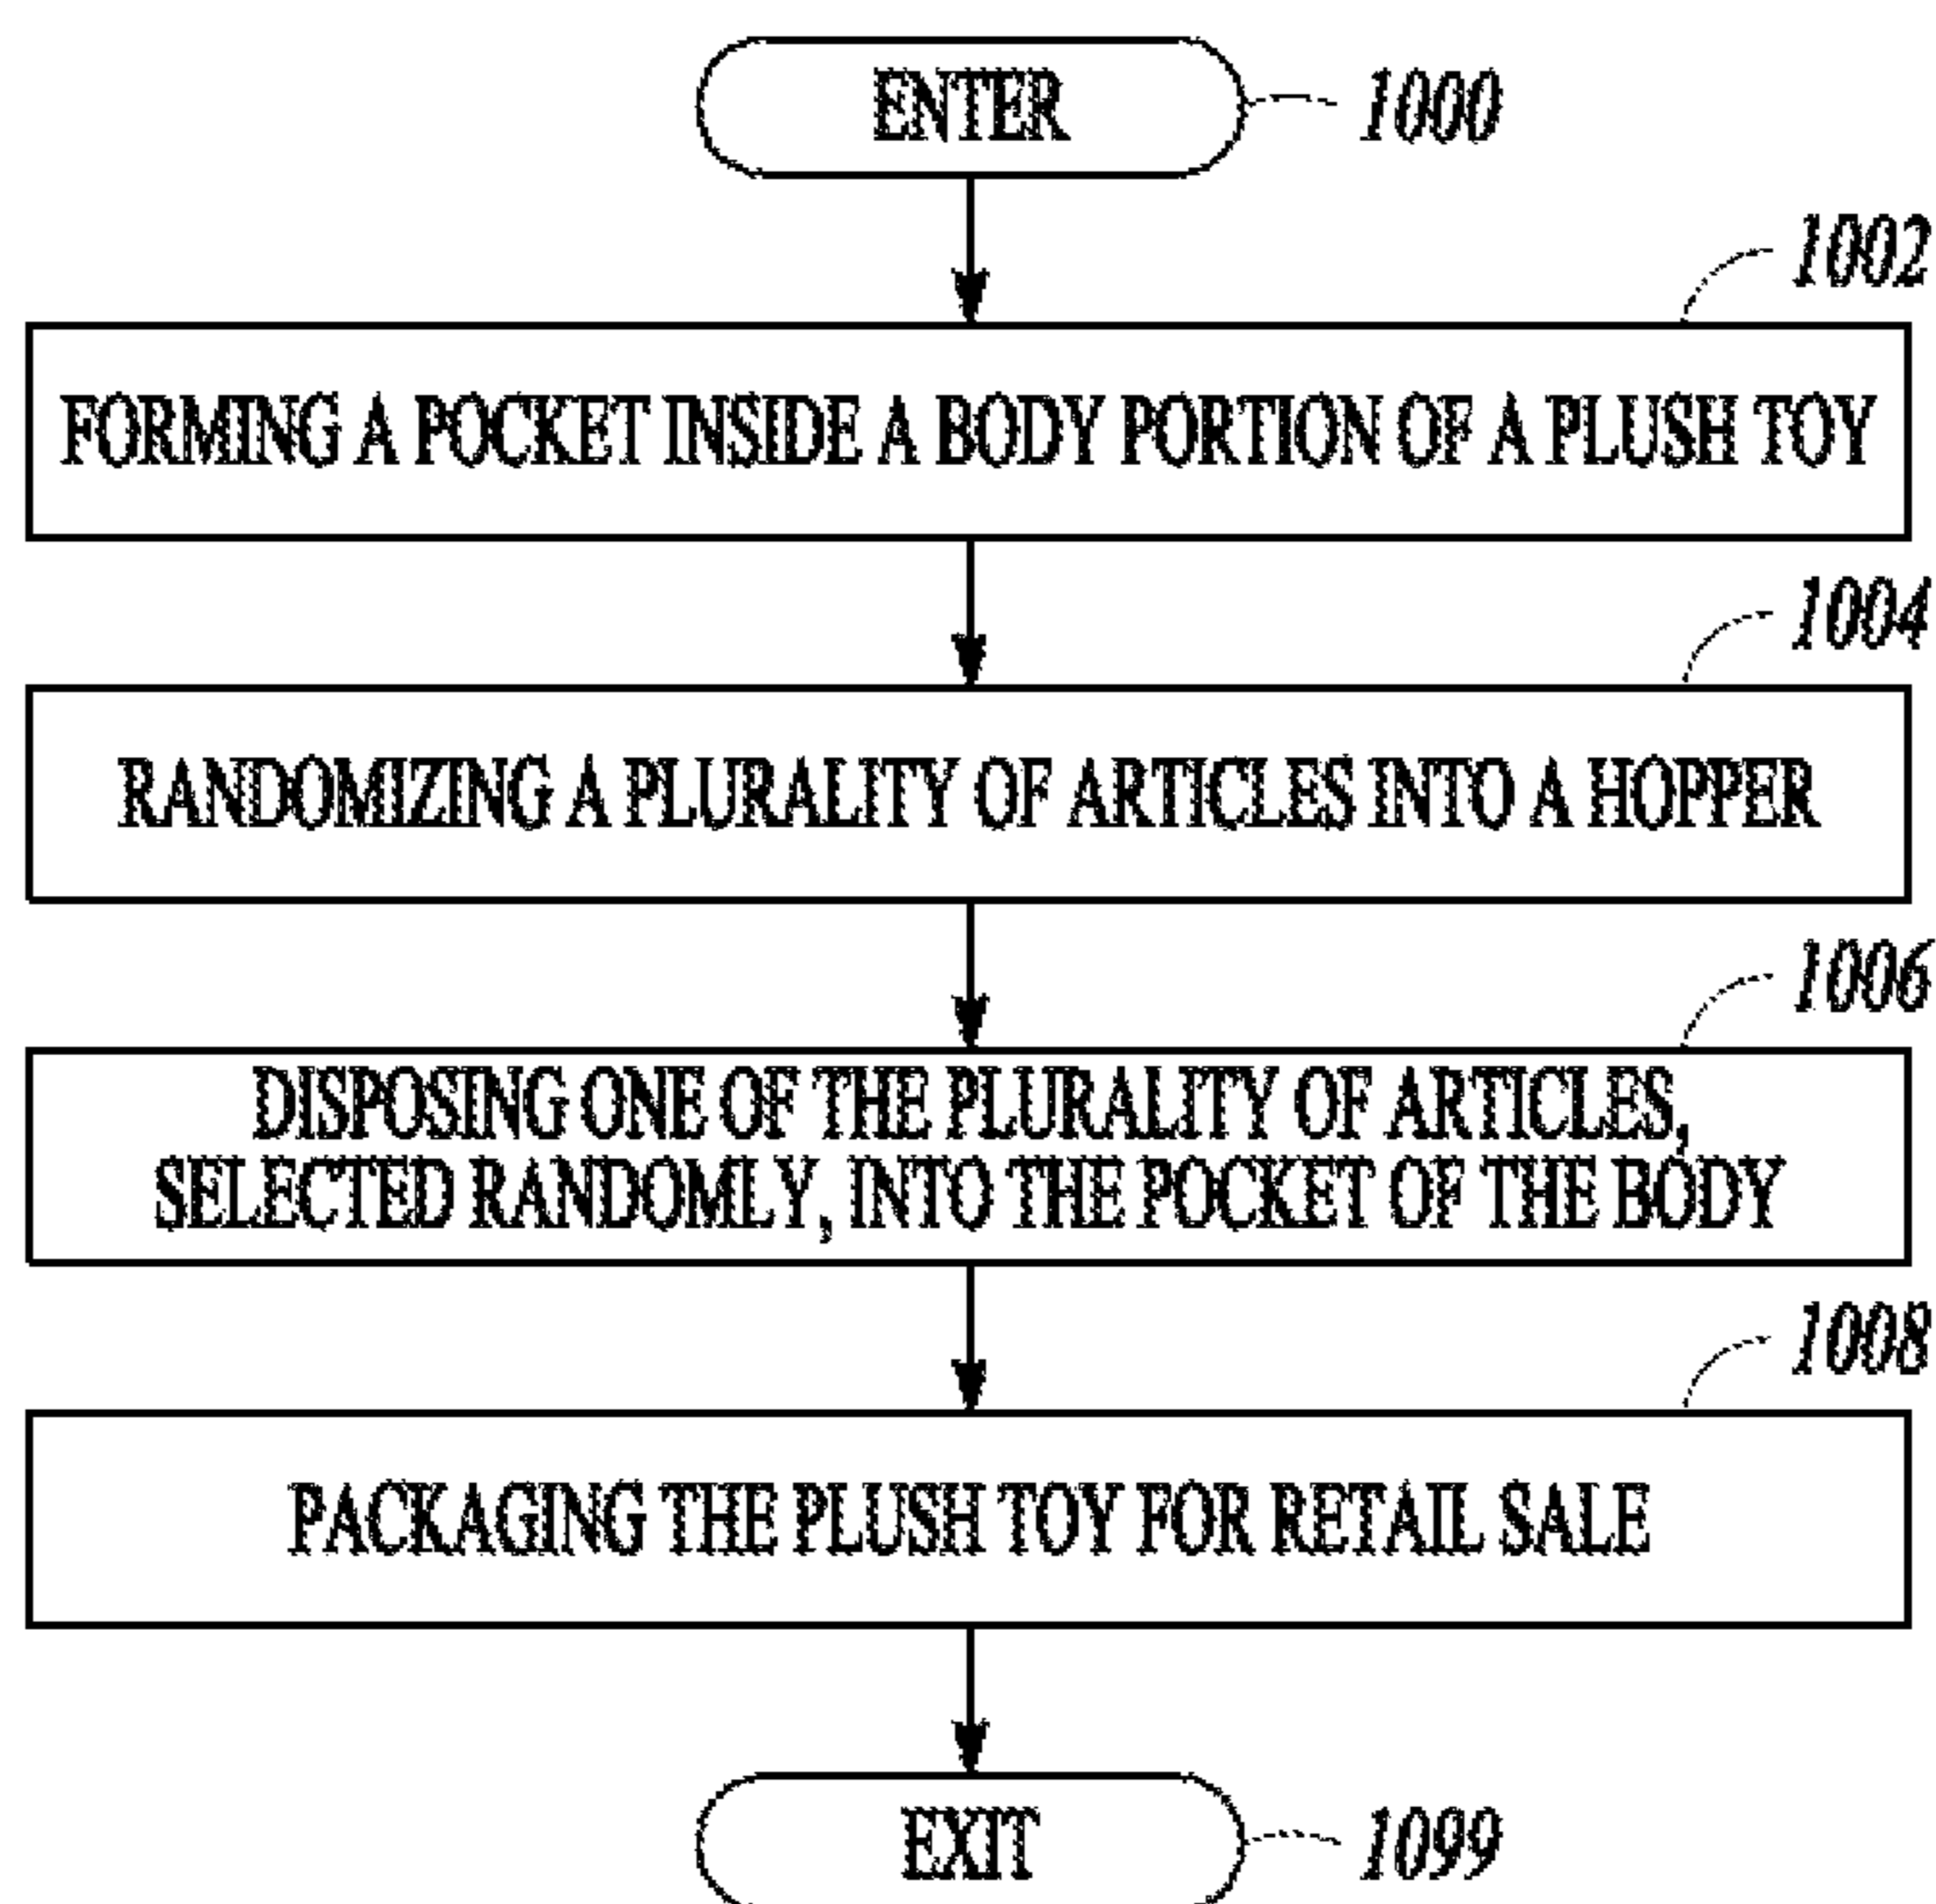 ENTER
1000
1002
FORMING A POCKET INSIDE A BODY PORTION OF A PLUSH TOY
1004
RANDOMIZING A PLURALITY OF ARTICLES INTO A HOPPER
1006
DISPOSING ONE OF THE PLURALITY OF ARTICLES,
SELECTED RANDOMLY, INTO THE POCKET OF THE BODY
1008
PACKAGING THE PLUSH TOY FOR RETAIL SALE
EXIT
1099